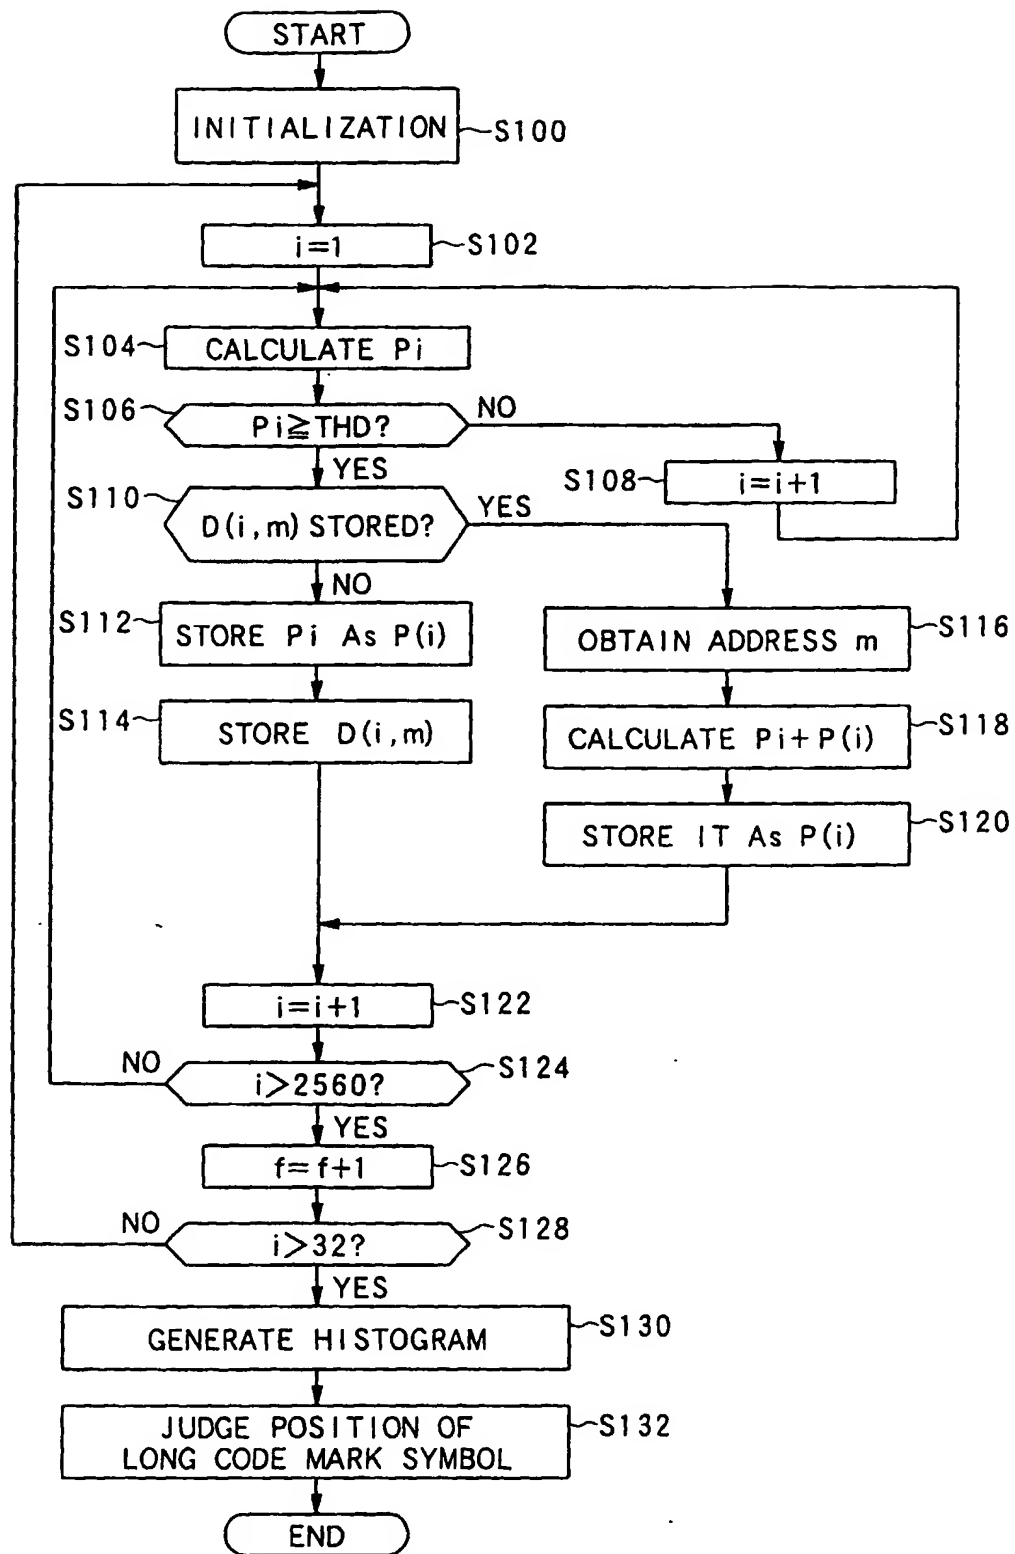 START
INITIALIZATION
S100
i=1
S102
S104
CALCULATE Pi
S106
Pi≧THD?
NO
YES
S108
i=i+1
S110
D(i,m) STORED?
YES
NO
S112
STORE Pi As P(i)
OBTAIN ADDRESS m
S116
S114
STORE D(i,m)
CALCULATE Pi+P(i)
S118
STORE IT As P(i)
S120
i=i+1
S122
NO
i>2560?
S124
YES
f=f+1
S126
NO
i>32?
S128
YES
GENERATE HISTOGRAM
S130
JUDGE POSITION OF
LONG CODE MARK SYMBOL
S132
END